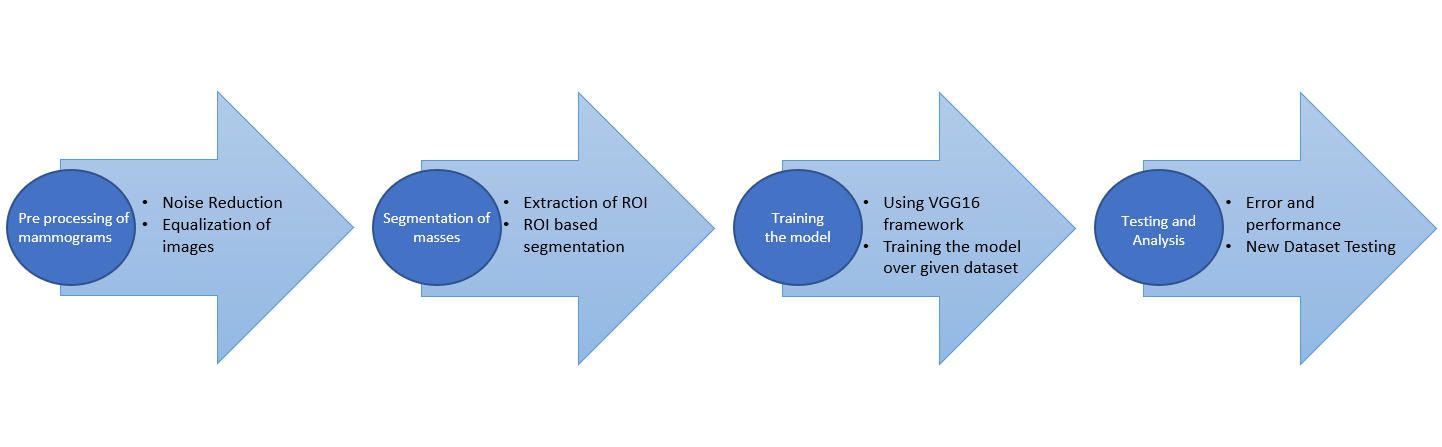 Pre processing of
mammograms
• Noise Reduction
• Equalization of
images
Segmentation of
masses
• Extraction of ROI
• ROI based
segmentation
Training
the model
• Using VGG16
framework
• Training the model
over given dataset
Testing and
Analysis
• Error and
performance
• New Dataset Testing